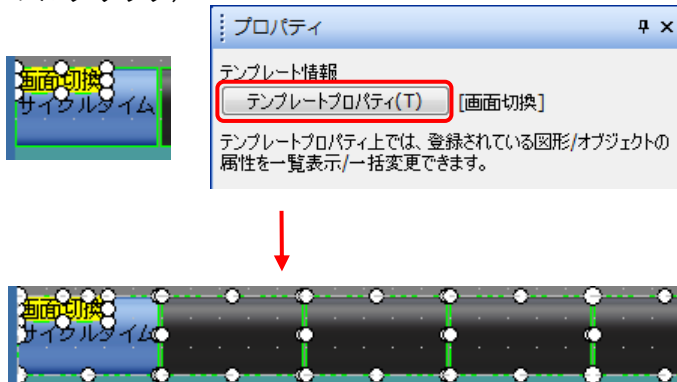 プロパティ
画面切換
サイクルタイム
テンプレート情報
テンプレートプロパティ(T) [画面切換]
テンプレートプロパティ上では、登録されている図形/オブジェクトの
属性を一覧表示/一括変更できます。
画面切換
サイクルタイム